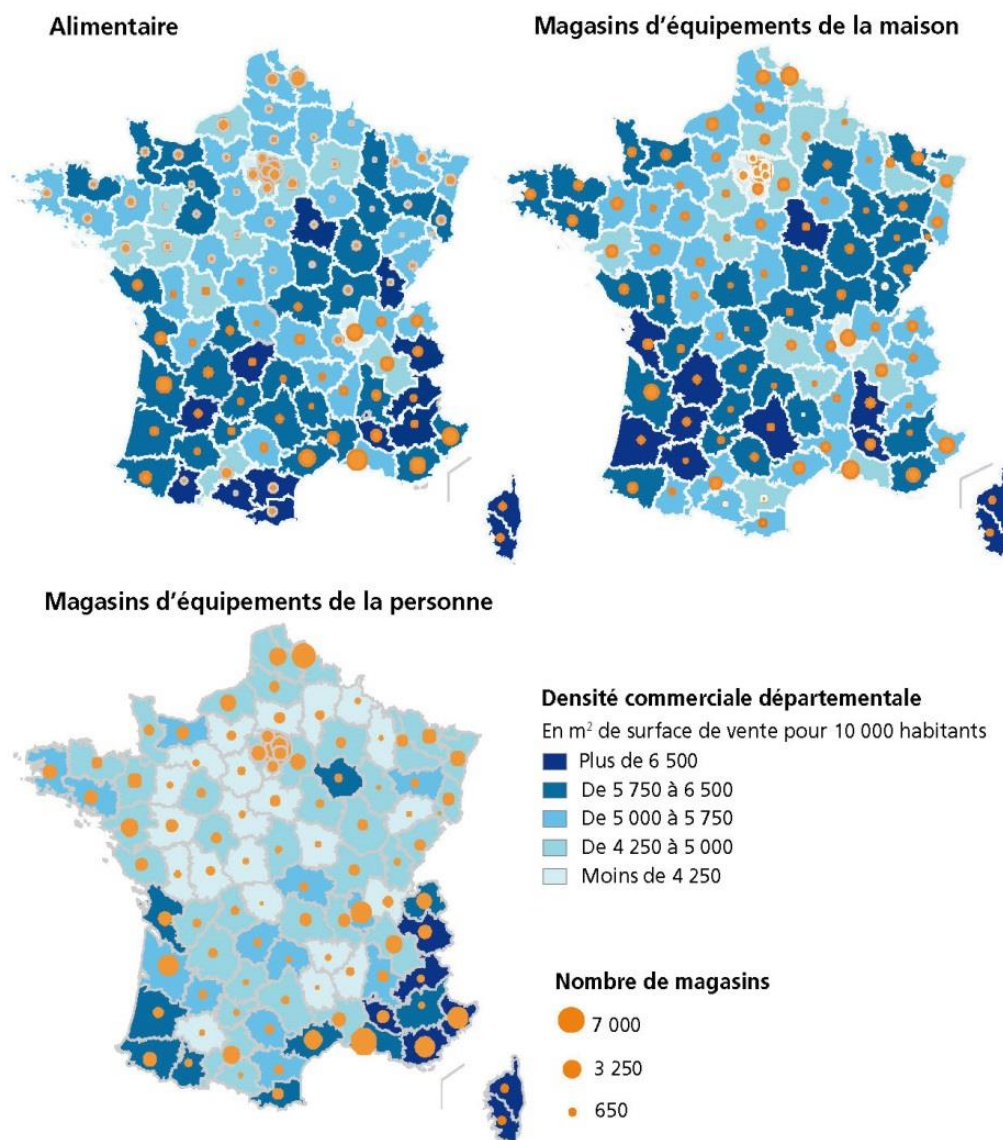 Alimentaire
Magasins d'équipements de la maison
Magasins d'équipements de la personne
Densité commerciale départementale
En m² de surface de vente pour 10 000 habitants
Plus de 6 500
De 5 750 à 6 500
De 5 000 à 5 750
De 4 250 à 5 000
Moins de 4 250
Nombre de magasins
7 000
3 250
650